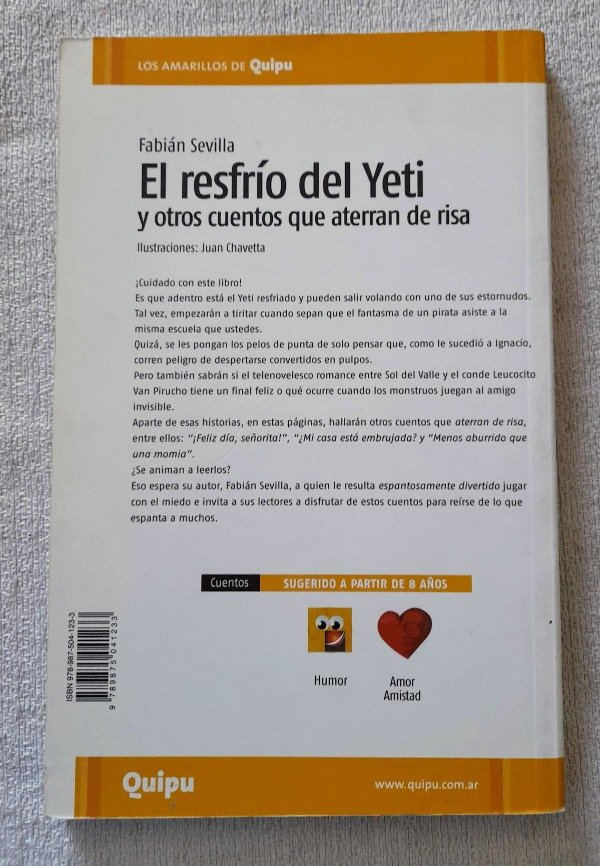 LOS AMARILLOS DE Quipu
Fabián Sevilla
El resfrío del Yeti
y otros cuentos que aterran de risa
Ilustraciones: Juan Chavetta
¡Cuidado con este libro!
Es que adentro está el Yeti resfriado y pueden salir volando con uno de sus estornudos.
Tal vez, empezarán a tiritar cuando sepan que el fantasma de un pirata asiste a la
misma escuela que ustedes.
Quizá, se les pongan los pelos de punta de solo pensar que, como le sucedió a Ignacio,
corren peligro de despertarse convertidos en pulpos.
Pero también sabrán si el telenovelesco romance entre Sol del Valle y el conde Leucocito
Van Pirucho tiene un final feliz o qué ocurre cuando los monstruos juegan al amigo
invisible.
Aparte de esas historias, en estas páginas, hallarán otros cuentos que aterran de risa,
entre ellos: “¡Feliz día, señorita!”, “¿Mi casa está embrujada? y “Menos aburrido que
una momia”.
¿Se animan a leerlos?
Eso espera su autor, Fabián Sevilla, a quien le resulta espantosamente divertido jugar
con el miedo e invita a sus lectores a disfrutar de estos cuentos para reírse de lo que
espanta a muchos.
Cuentos SUGERIDO A PARTIR DE 8 AÑOS
Humor
Amor
Amistad
ISBN 978-987-504-123-3
9 789875 041233
Quipu
www.quipu.com.ar